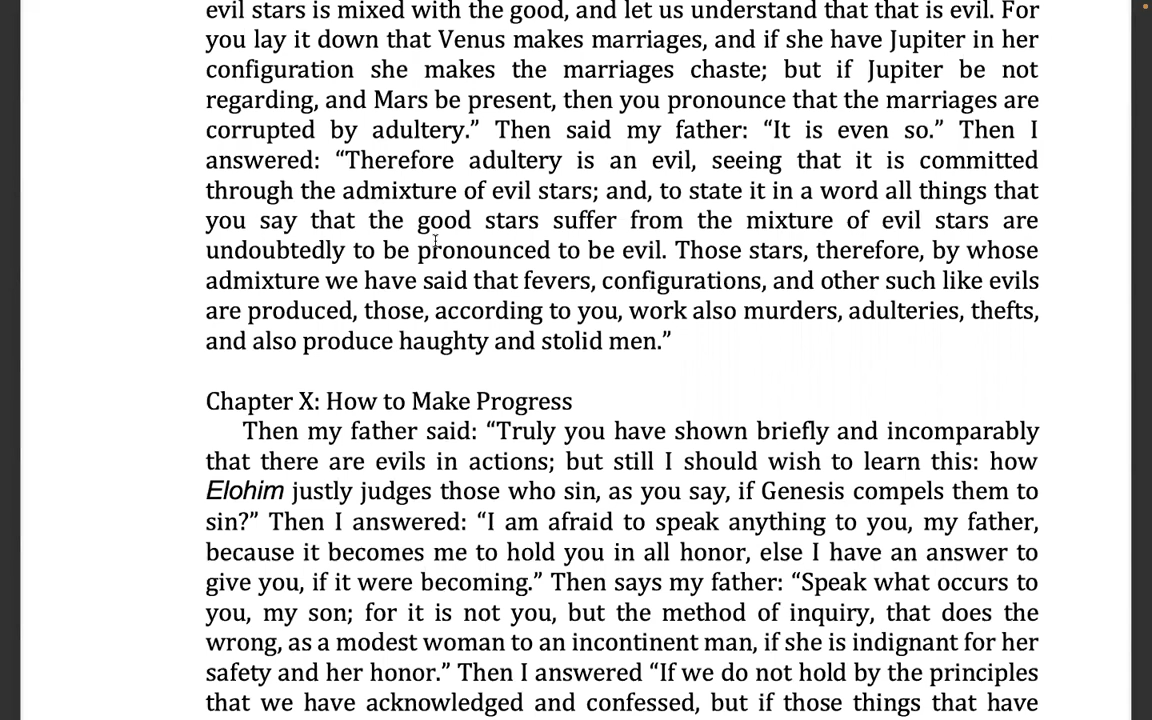 evil stars is mixed with the good, and let us understand that that is evil. For
you lay it down that Venus makes marriages, and if she have Jupiter in her
configuration she makes the marriages chaste; but if Jupiter be not
regarding, and Mars be present, then you pronounce that the marriages are
corrupted by adultery.” Then said my father: “It is even so.” Then I
answered: “Therefore adultery is an evil, seeing that it is committed
through the admixture of evil stars; and, to state it in a word all things that
you say that the good stars suffer from the mixture of evil stars are
undoubtedly to be pronounced to be evil. Those stars, therefore, by whose
admixture we have said that fevers, configurations, and other such like evils
are produced, those, according to you, work also murders, adulteries, thefts,
and also produce haughty and stolid men.”
Chapter X: How to Make Progress
Then my father said: “Truly you have shown briefly and incomparably
that there are evils in actions; but still I should wish to learn this: how
Elohim justly judges those who sin, as you say, if Genesis compels them to
sin?” Then I answered: “I am afraid to speak anything to you, my father,
because it becomes me to hold you in all honor, else I have an answer to
give you, if it were becoming.” Then says my father: “Speak what occurs to
you, my son; for it is not you, but the method of inquiry, that does the
wrong, as a modest woman to an incontinent man, if she is indignant for her
safety and her honor.” Then I answered “If we do not hold by the principles
that we have acknowledged and confessed, but if those things that have